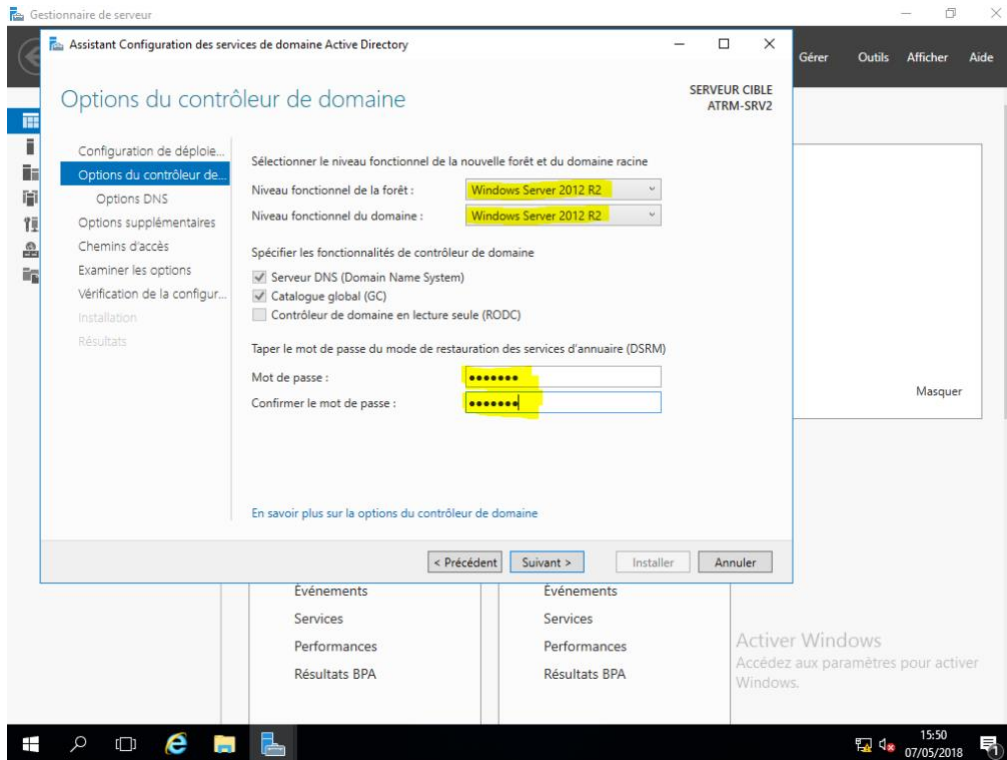 Gestionnaire de serveur
Assistant Configuration des services de domaine Active Directory
Gérer Outils Afficher Aide
Options du contrôleur de domaine
SERVEUR CIBLE
ATRM-SRV2
Configuration de déploie...
Options du contrôleur de...
Options DNS
Options supplémentaires
Chemins d'accès
Examiner les options
Vérification de la configur...
Installation
Résultats
Sélectionner le niveau fonctionnel de la nouvelle forêt et du domaine racine
Niveau fonctionnel de la forêt : Windows Server 2012 R2
Niveau fonctionnel du domaine : Windows Server 2012 R2
Spécifier les fonctionnalités de contrôleur de domaine
Serveur DNS (Domain Name System)
Catalogue global (GC)
Contrôleur de domaine en lecture seule (RODC)
Taper le mot de passe du mode de restauration des services d'annuaire (DSRM)
Mot de passe : •••••••
Confirmer le mot de passe : •••••••
En savoir plus sur la options du contrôleur de domaine
< Précédent Suivant > Installer Annuler
Masquer
Événements Événements
Services Services
Performances Performances
Résultats BPA Résultats BPA
Activer Windows
Accédez aux paramètres pour activer
Windows.
15:50
07/05/2018
1